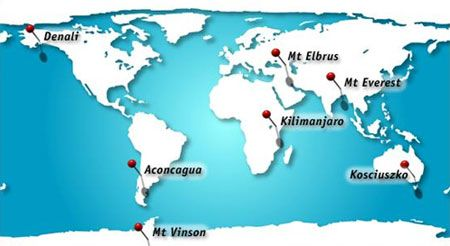 Denali
Mt Elbrus
Mt Everest
Kilimanjaro
Aconcagua
Kosciuszko
Mt Vinson